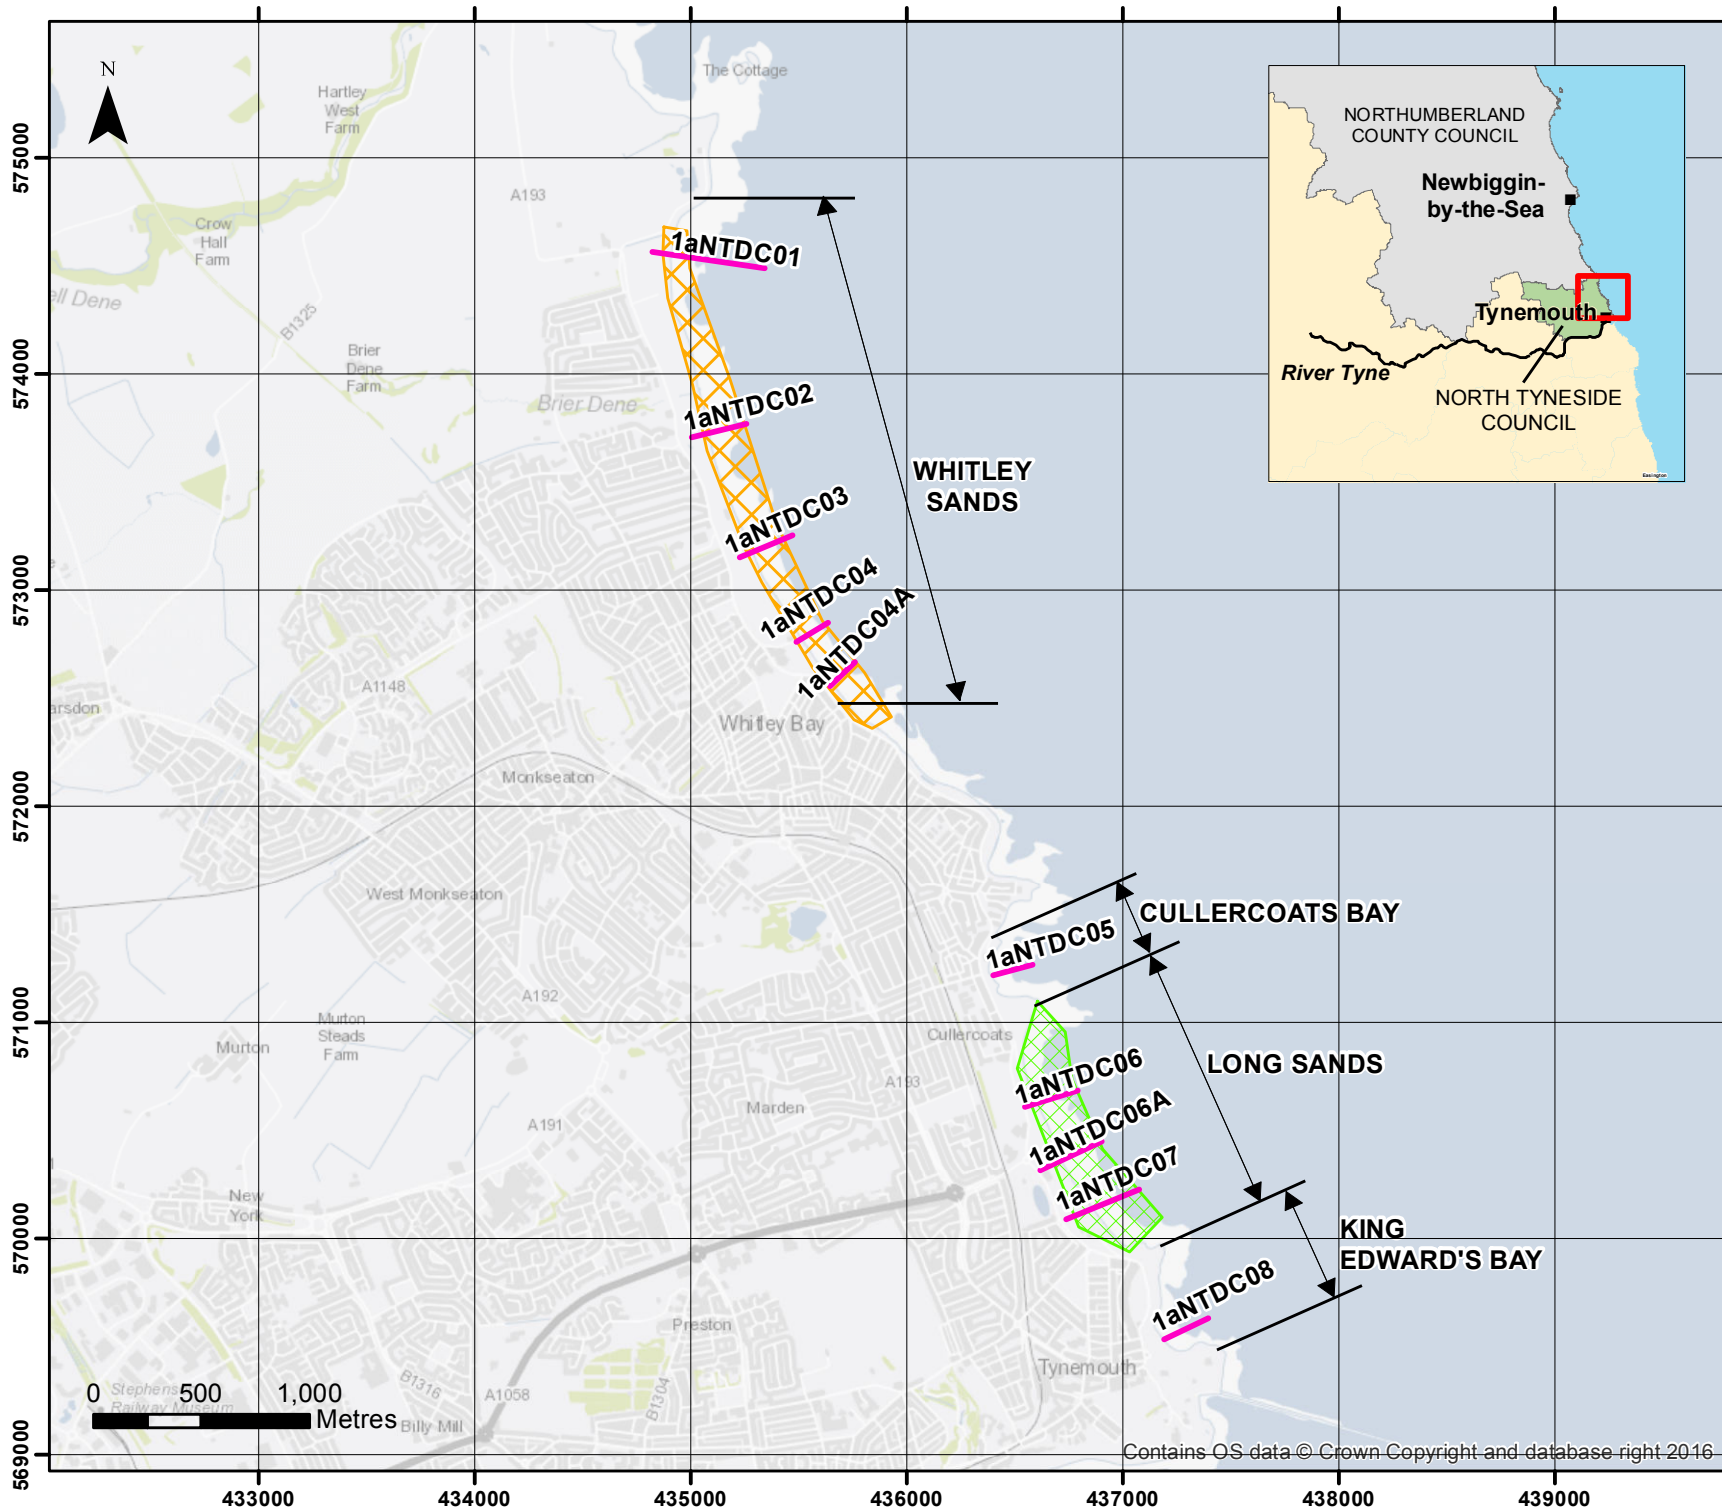 N
The Cottage
Hartley
West
Farm
A193
Crow
Hall
Farm
ell Dene
B1325
Brier
Dene
Farm
Brier Dene
1aNTDC01
1aNTDC02
1aNTDC03
1aNTDC04
1aNTDC04A
WHITLEY
SANDS
NORTHUMBERLAND
COUNTY COUNCIL
Newbiggin-
by-the-Sea
Tynemouth
River Tyne
NORTH TYNESIDE
COUNCIL
Easington
A1148
arsdon
Whitley Bay
Monkseaton
West Monkseaton
CULLERCOATS BAY
1aNTDC05
A192
Murton
Steads
Farm
Murton
Cullercoats
LONG SANDS
A193
1aNTDC06
Marden
1aNTDC06A
A191
1aNTDC07
New
York
KING
EDWARD'S BAY
1aNTDC08
Preston
Tynemouth
B1316
A1058
B1304
Billy Mill
Stephens
Railway Museum
0 500 1,000
Metres
Contains OS data © Crown Copyright and database right 2016
575000
574000
573000
572000
571000
570000
569000
433000 434000 435000 436000 437000 438000 439000